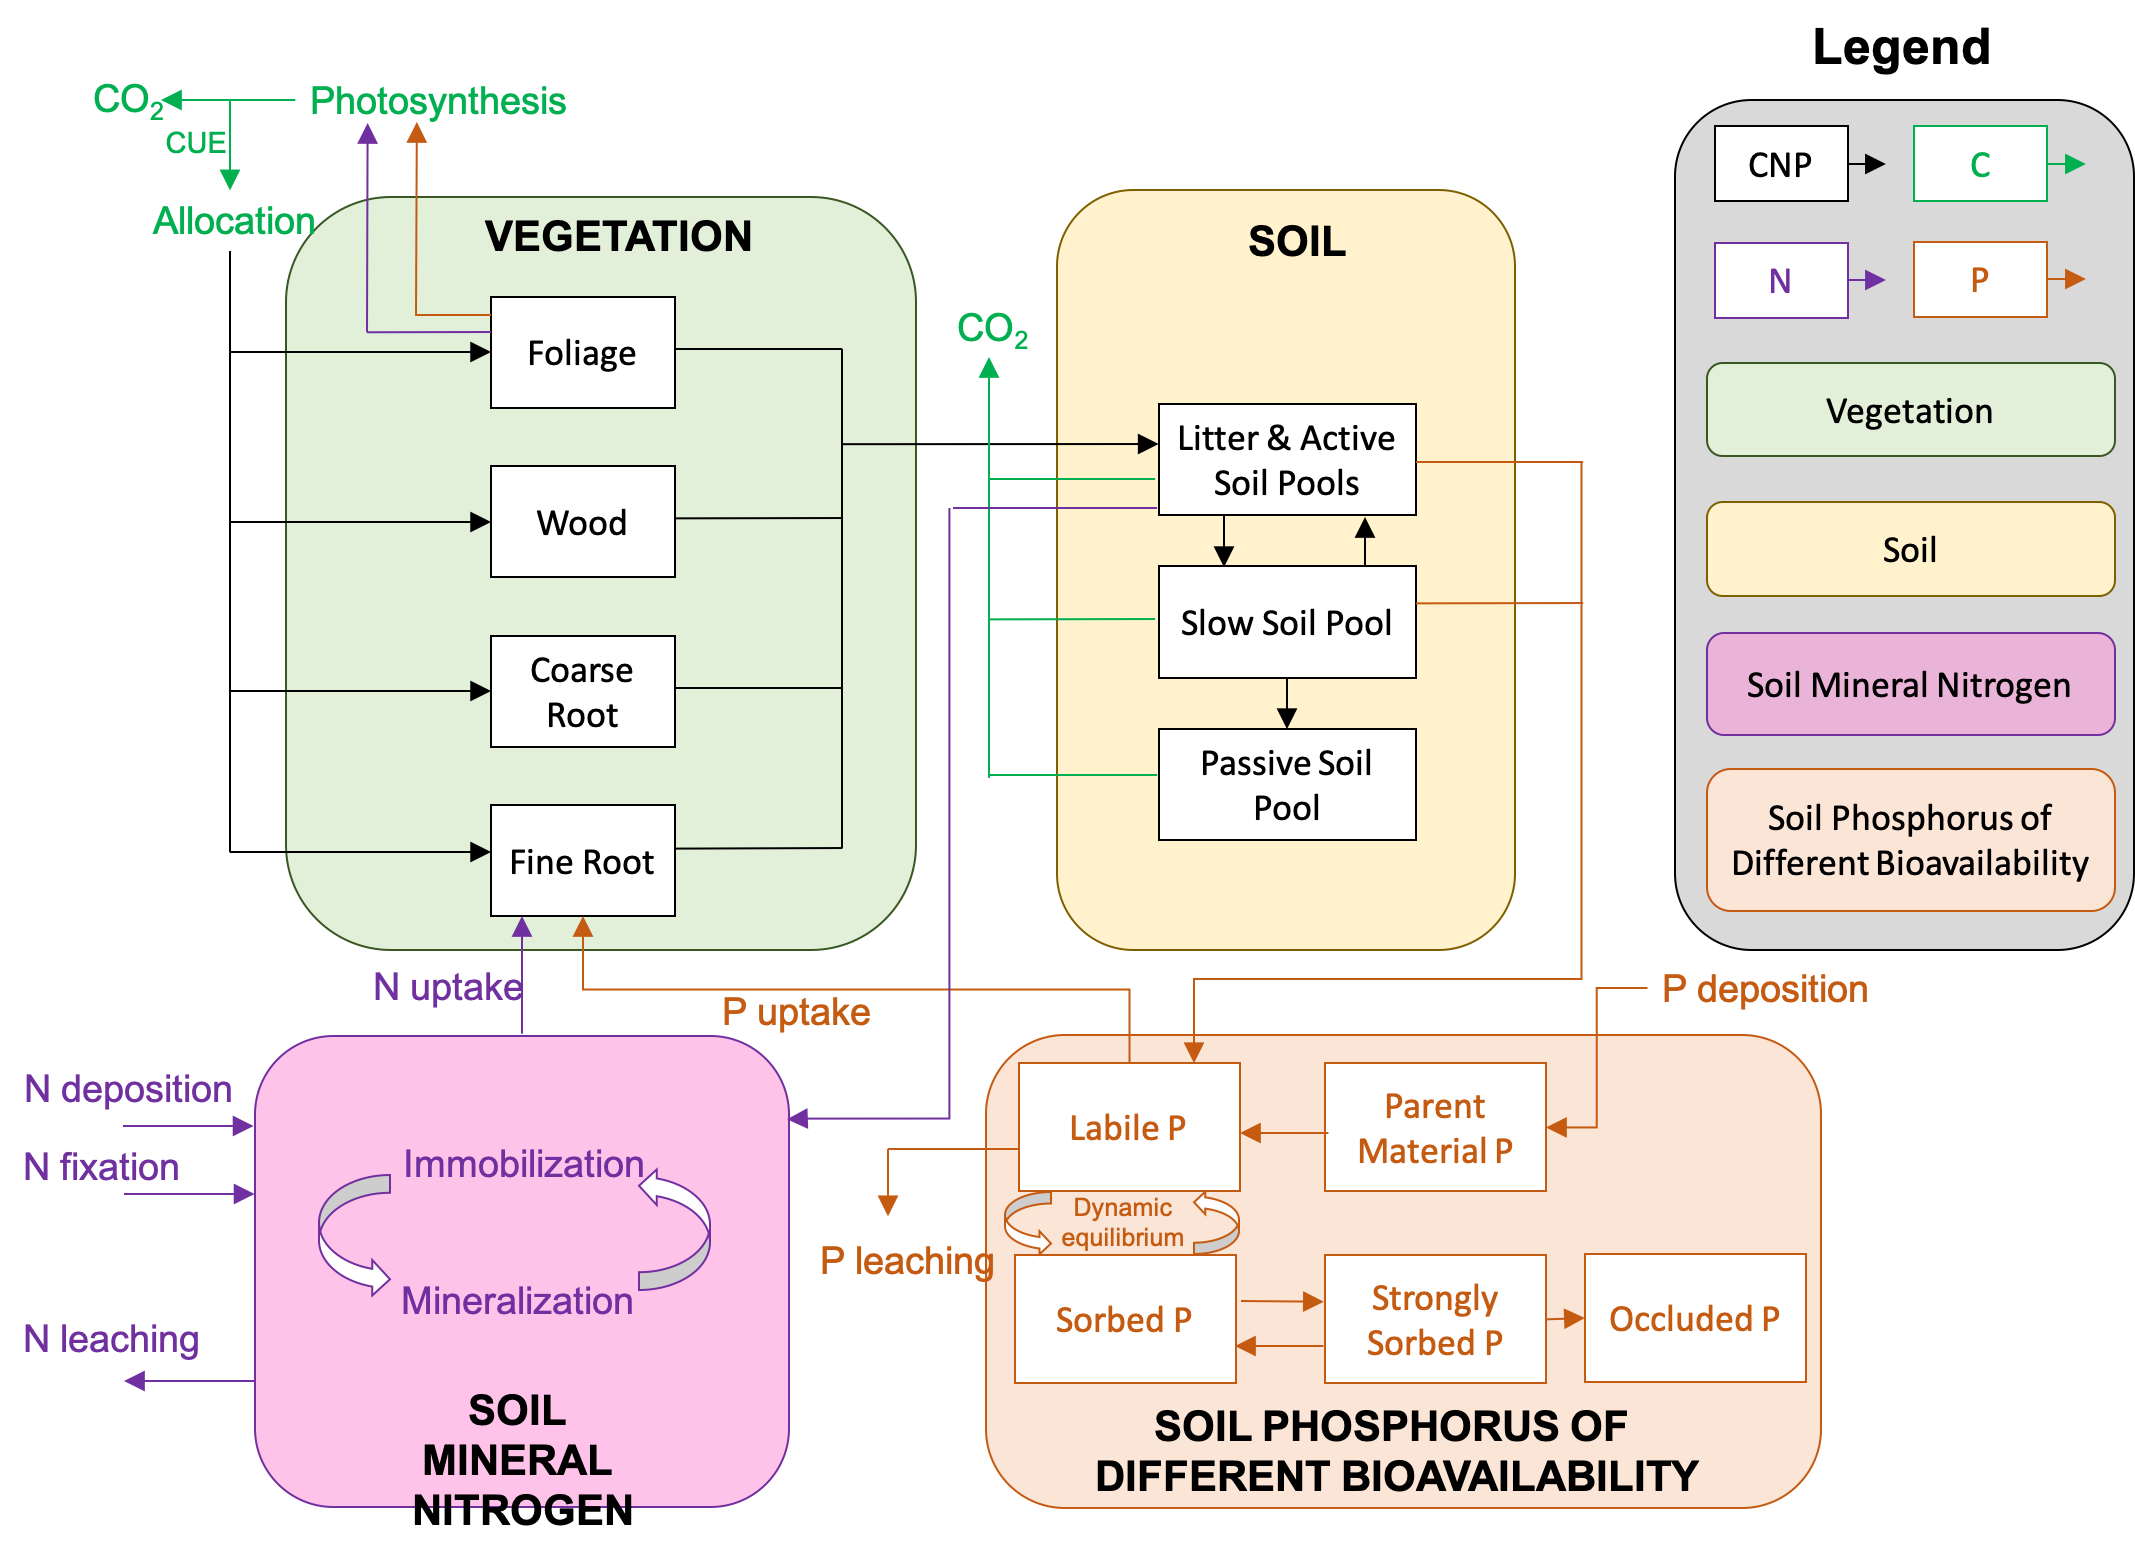 Legend
CO₂
Photosynthesis
CUE
Allocation
VEGETATION
Foliage
Wood
Coarse
Root
Fine Root
SOIL
CO₂
Litter & Active
Soil Pools
Slow Soil Pool
Passive Soil
Pool
CNP
C
N
P
Vegetation
Soil
Soil Mineral Nitrogen
Soil Phosphorus of
Different Bioavailability
N uptake
P uptake
P deposition
N deposition
N fixation
N leaching
Immobilization
Mineralization
SOIL
MINERAL
NITROGEN
Labile P
Parent
Material P
Dynamic
equilibrium
P leaching
Sorbed P
Strongly
Sorbed P
Occluded P
SOIL PHOSPHORUS OF
DIFFERENT BIOAVAILABILITY